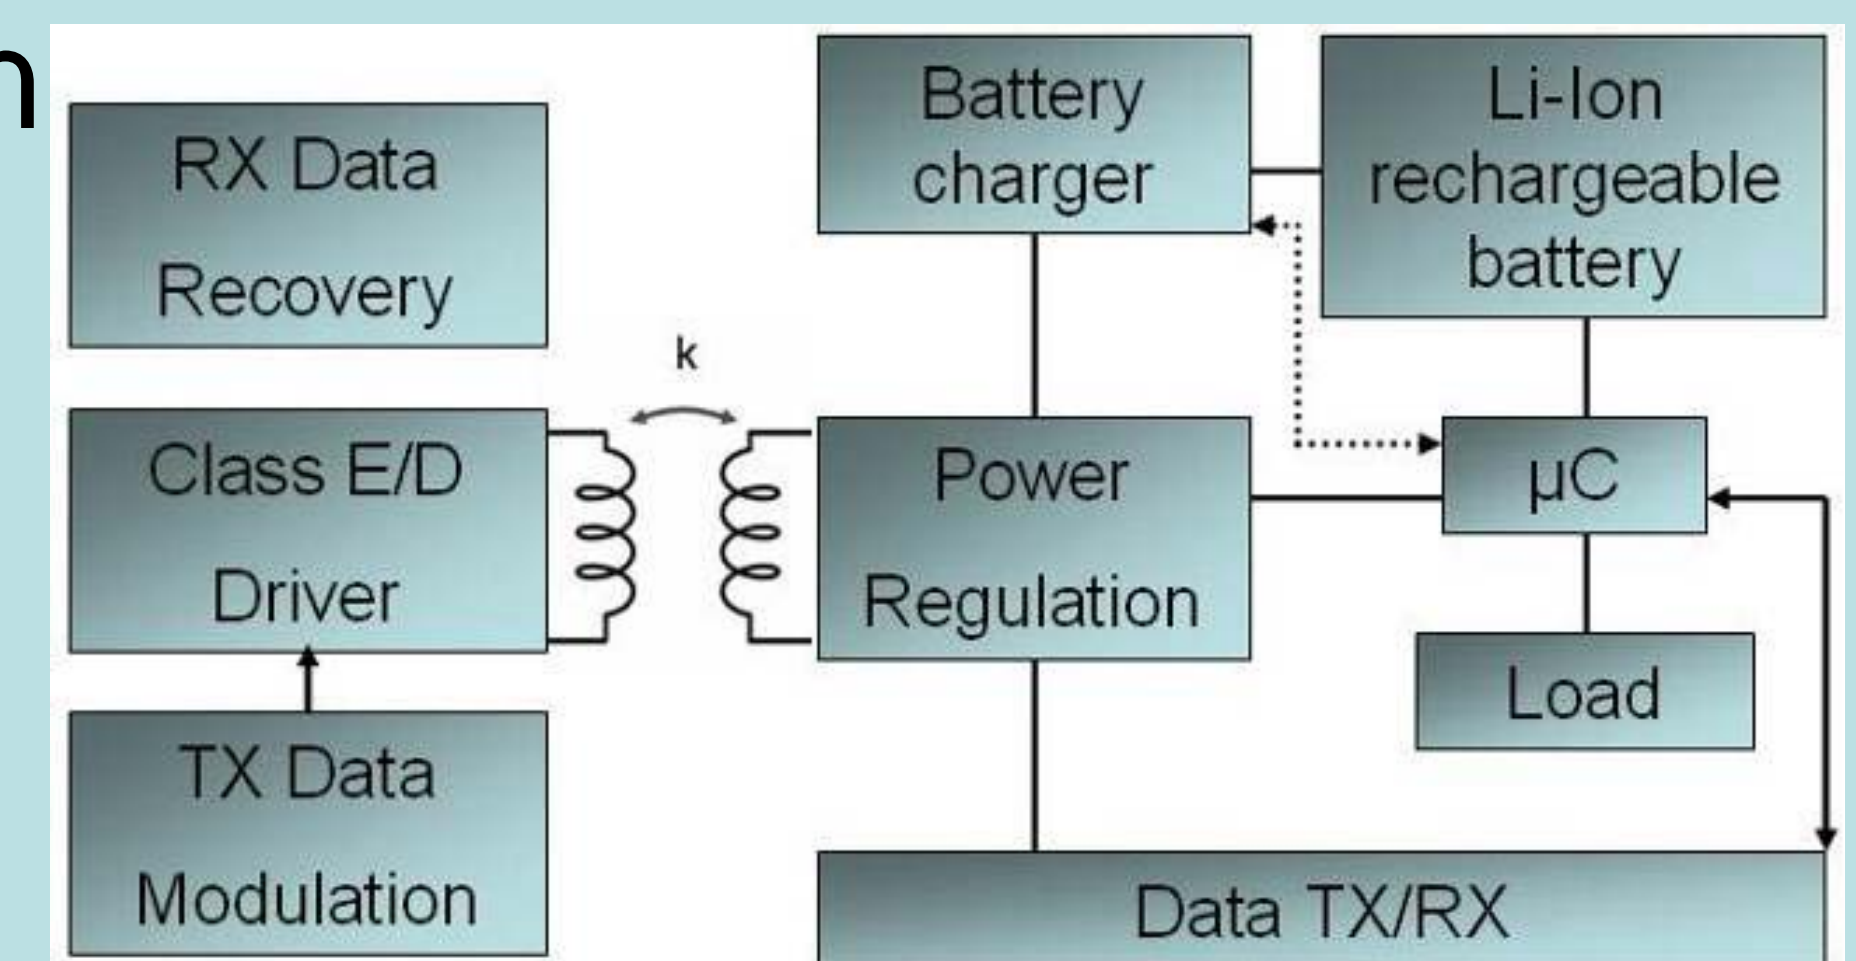 n
RX Data
Recovery
Class E/D
Driver
TX Data
Modulation
k
Battery
charger
Li-Ion
rechargeable
battery
Power
Regulation
µC
Load
Data TX/RX